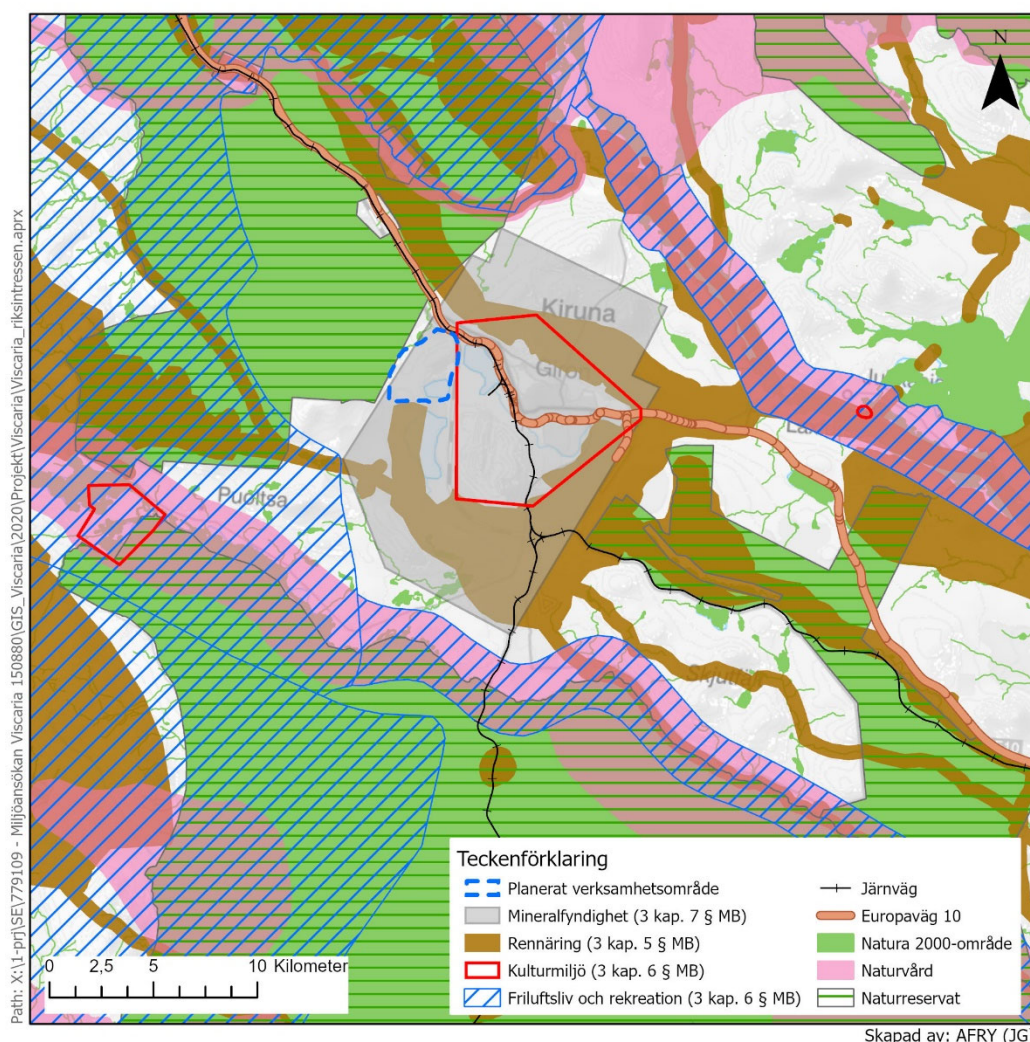 N
Kiruna
Giron
Puoltsa
Teckenförklaring
Planerat verksamhetsområde
Mineralfyndighet (3 kap. 7 § MB)
Rennäring (3 kap. 5 § MB)
Kulturmiljö (3 kap. 6 § MB)
Friluftsliv och rekreation (3 kap. 6 § MB)
Järnväg
Europaväg 10
Natura 2000-område
Naturvård
Naturreservat
0 2,5 5 10 Kilometer
Path: X:\1-prj\SE\779109 - Miljöansökan Viscaria 150880\GIS_Viscaria\2020\Projekt\Viscaria\Viscaria_riksintressen.aprx
Skapad av: AFRY (JG